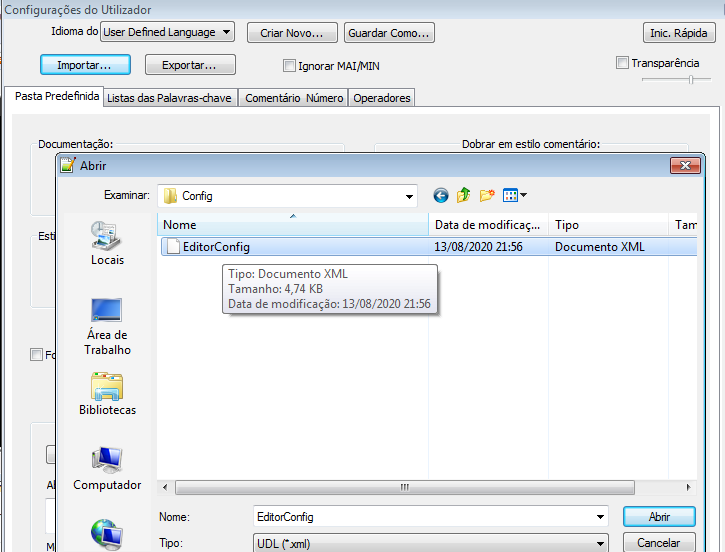 Configurações do Utilizador
Idioma do User Defined Language Criar Novo... Guardar Como... Inic. Rápida
Importar... Exportar... Ignorar MAI/MIN Transparência
Pasta Predefinida Listas das Palavras-chave Comentário Número Operadores
Documentação: Dobrar em estilo comentário:
Abrir
Examinar: Config
Nome Data de modificaç... Tipo Tam
EditorConfig 13/08/2020 21:56 Documento XML
Tipo: Documento XML
Tamanho: 4,74 KB
Data de modificação: 13/08/2020 21:56
Locais
Área de
Trabalho
Bibliotecas
Computador
Nome: EditorConfig Abrir
Tipo: UDL (*.xml) Cancelar